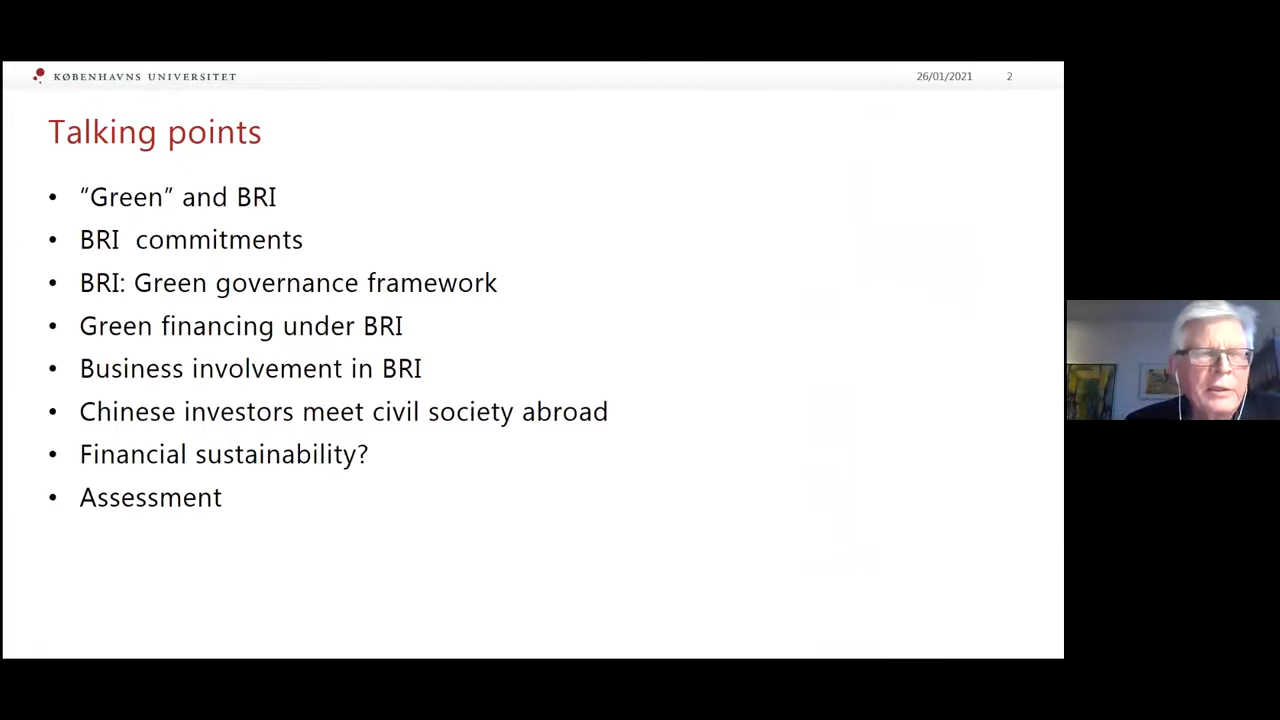 KØBENHAVNS UNIVERSITET
26/01/2021 2
Talking points
• “Green” and BRI
• BRI  commitments
• BRI: Green governance framework
• Green financing under BRI
• Business involvement in BRI
• Chinese investors meet civil society abroad
• Financial sustainability?
• Assessment